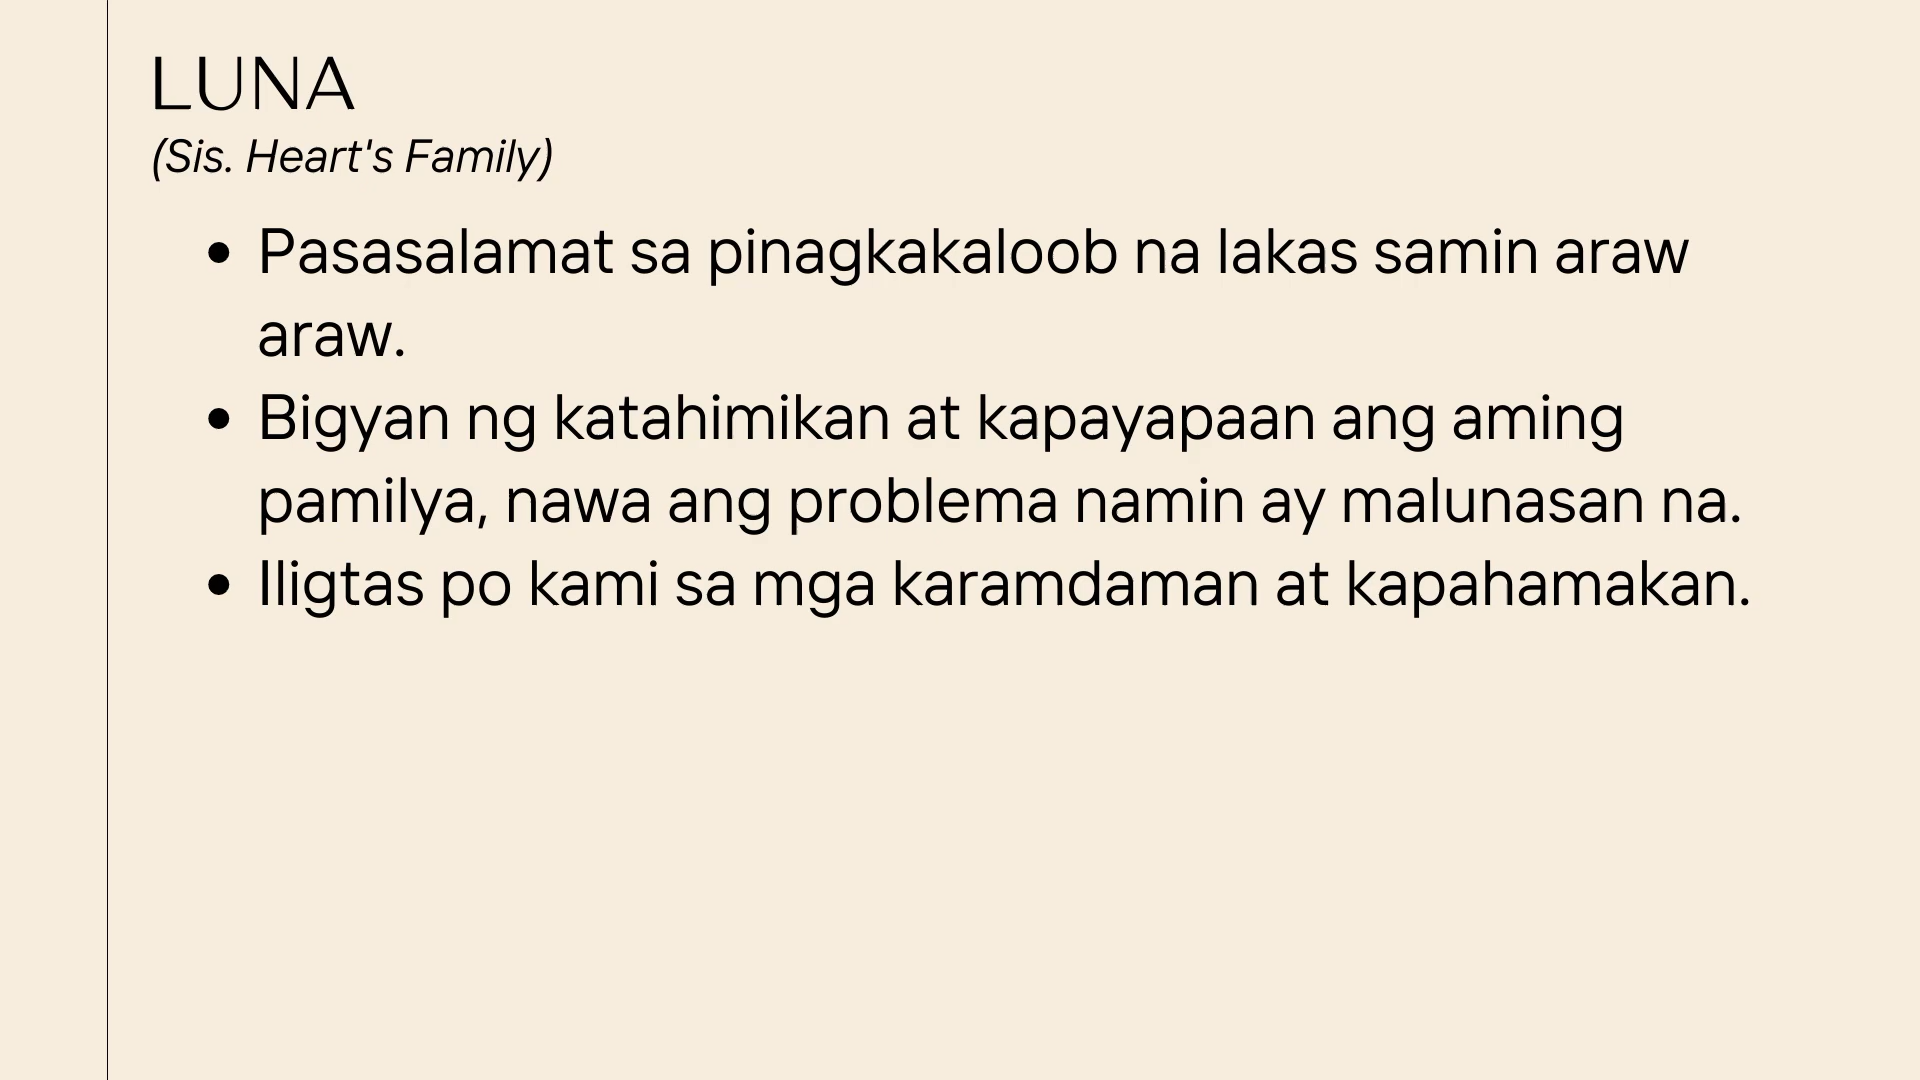 LUNA
(Sis. Heart's Family)
• Pasasalamat sa pinagkakaloob na lakas samin araw
araw.
• Bigyan ng katahimikan at kapayapaan ang aming
pamilya, nawa ang problema namin ay malunasan na.
• Iligtas po kami sa mga karamdaman at kapahamakan.